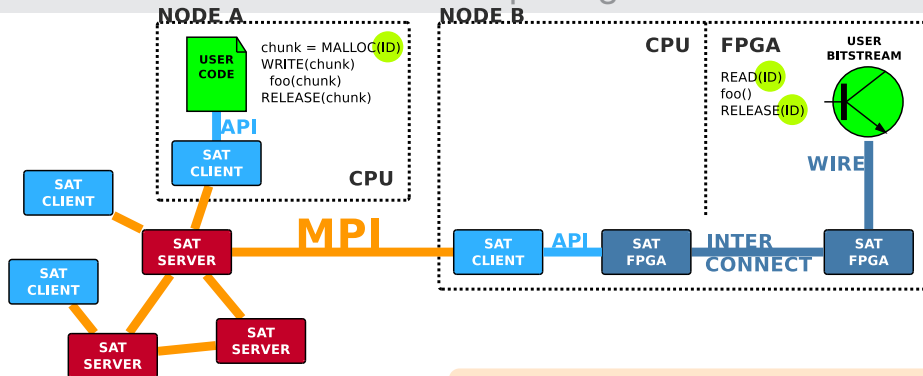 NODE A
NODE B
USER
CODE
chunk = MALLOC(ID)
WRITE(chunk)
foo(chunk)
RELEASE(chunk)
CPU
FPGA
USER
BITSTREAM
READ(ID)
foo()
RELEASE(ID)
API
SAT
CLIENT
CPU
WIRE
SAT
CLIENT
SAT
SERVER
MPI
SAT
CLIENT
API
SAT
FPGA
INTER
CONNECT
SAT
FPGA
SAT
CLIENT
SAT
SERVER
SAT
SERVER